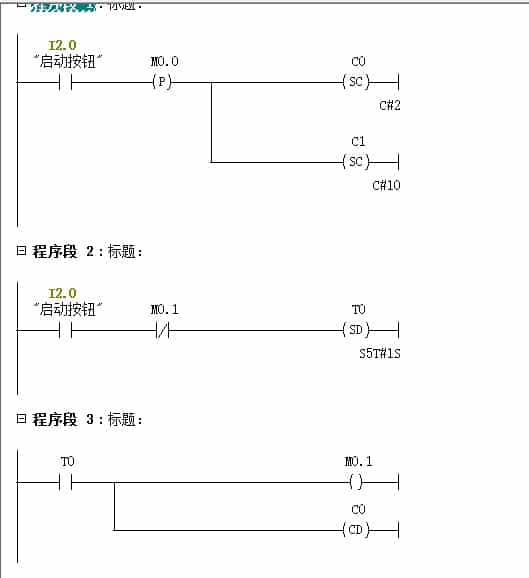 标题：
I2.0
"启动按钮"
M0.0
C0
(P)
(SC)
C#2
C1
(SC)
C#10
程序段 2：标题：
I2.0
"启动按钮"
M0.1
T0
(SD)
S5T#1S
程序段 3：标题：
T0
M0.1
C0
(CD)